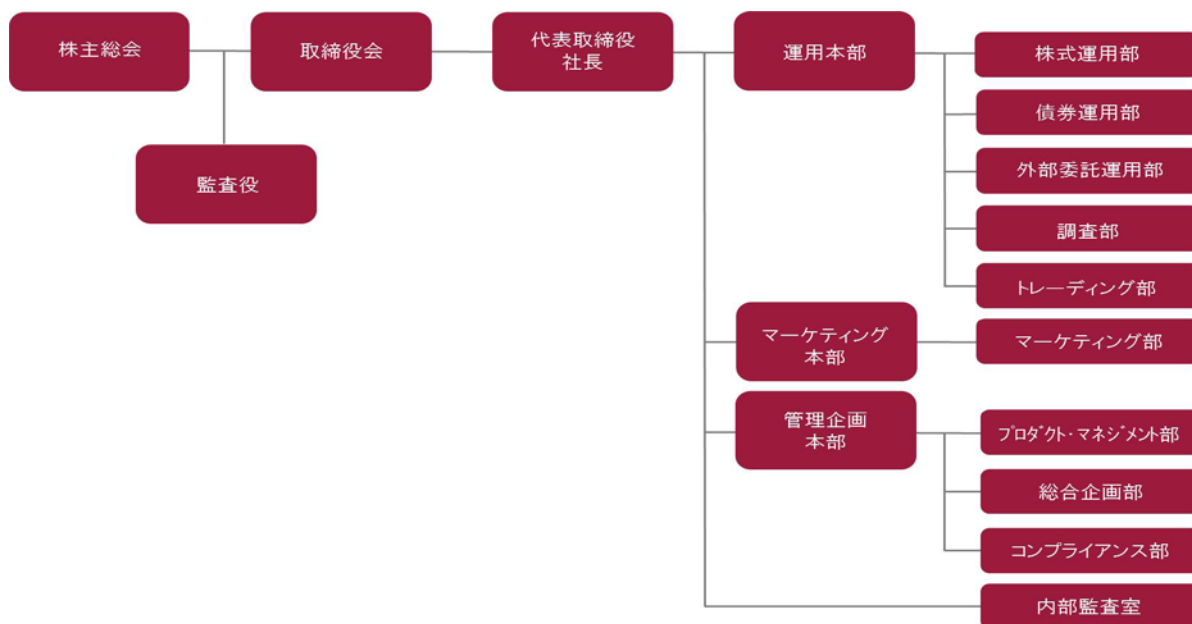 株主総会
取締役会
代表取締役
社長
運用本部
株式運用部
債券運用部
外部委託運用部
調査部
トレーディング部
監査役
マーケティング
本部
マーケティング部
管理企画
本部
プロダクト・マネジメント部
総合企画部
コンプライアンス部
内部監査室